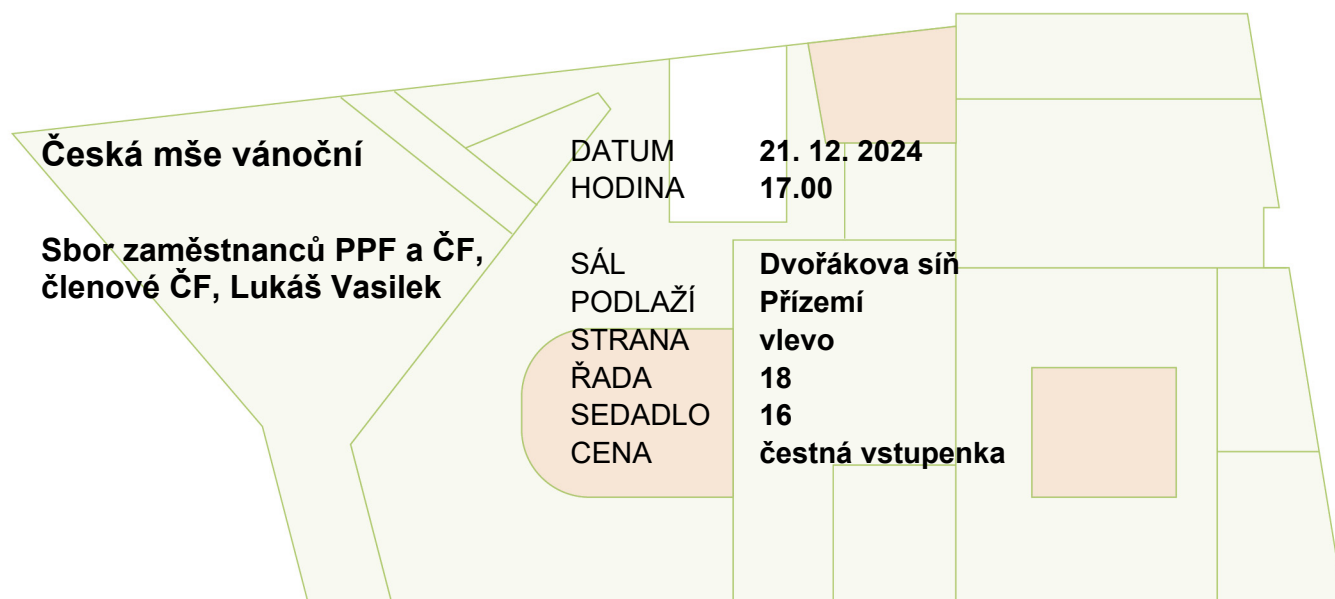 Česká mše vánoční
Sbor zaměstnanců PPF a ČF,
členové ČF, Lukáš Vasilek
DATUM 21. 12. 2024
HODINA 17.00
SÁL Dvořákova síň
PODLAŽÍ Přízemí
STRANA vlevo
ŘADA 18
SEDADLO 16
CENA čestná vstupenka